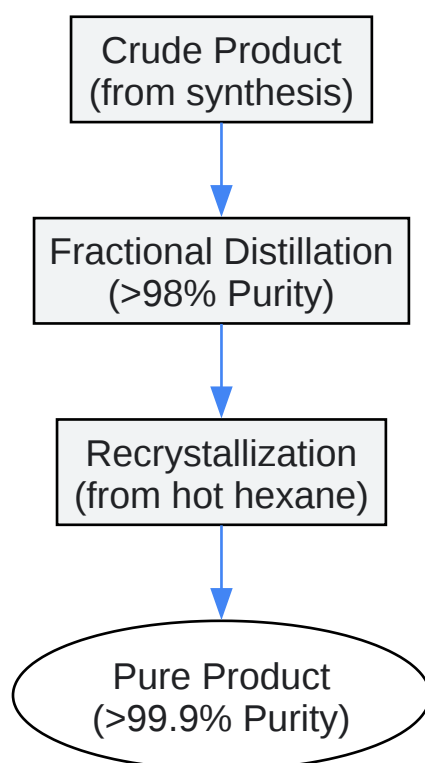 Crude Product
(from synthesis)
Fractional Distillation
(>98% Purity)
Recrystallization
(from hot hexane)
Pure Product
(>99.9% Purity)